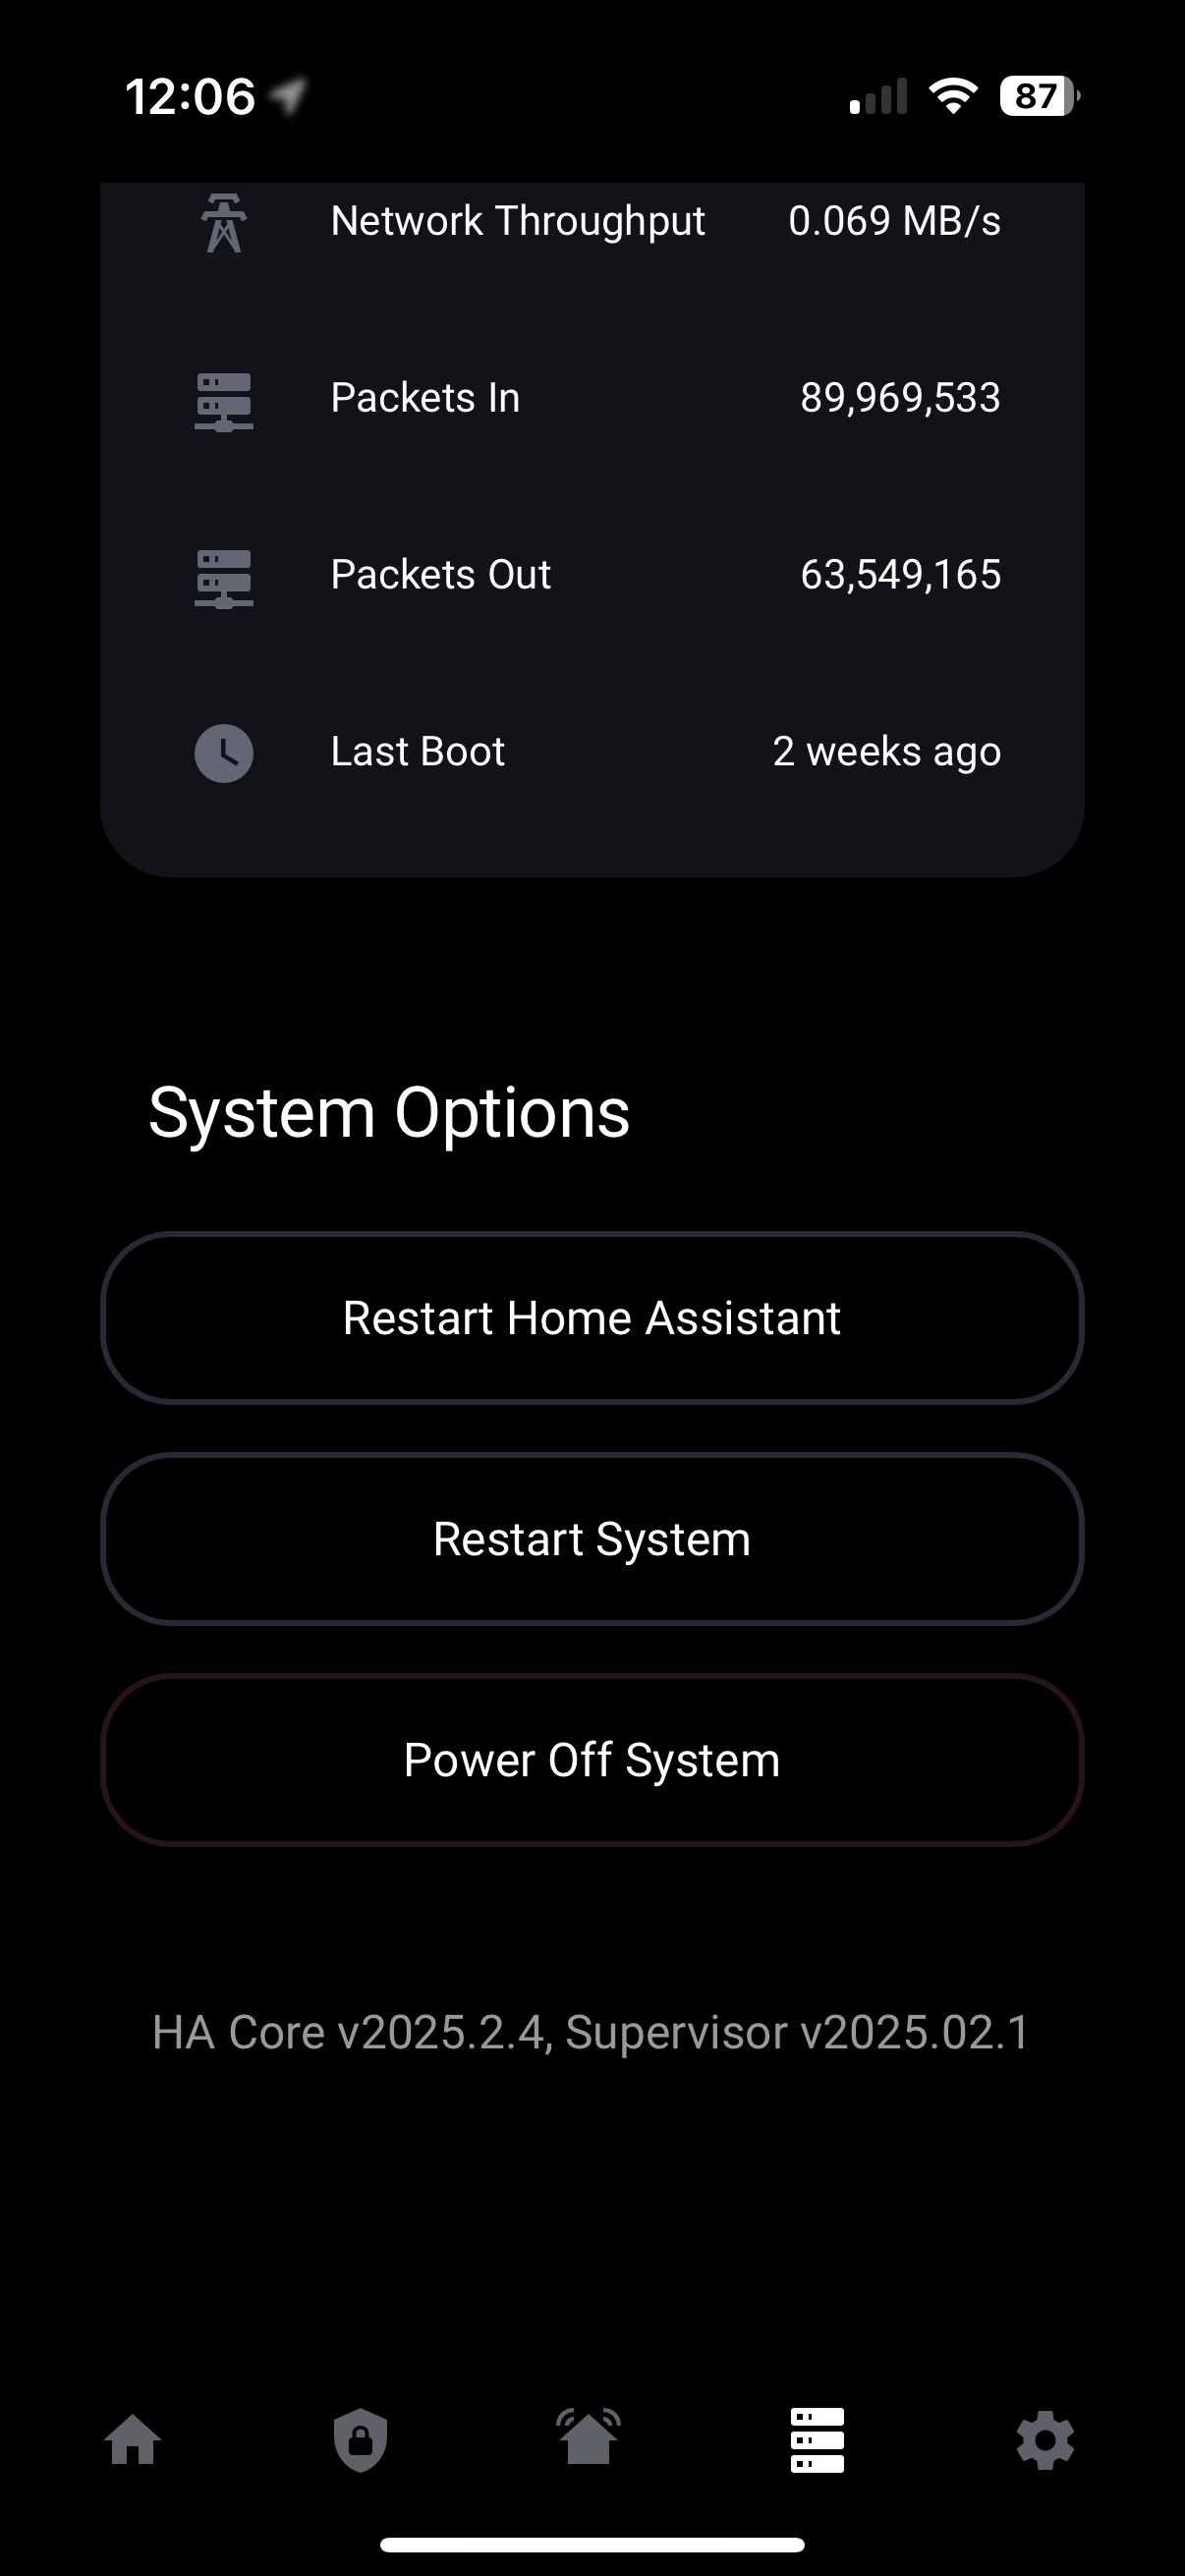 12:06
87
Network Throughput 0.069 MB/s
Packets In 89,969,533
Packets Out 63,549,165
Last Boot 2 weeks ago
System Options
Restart Home Assistant
Restart System
Power Off System
HA Core v2025.2.4, Supervisor v2025.02.1